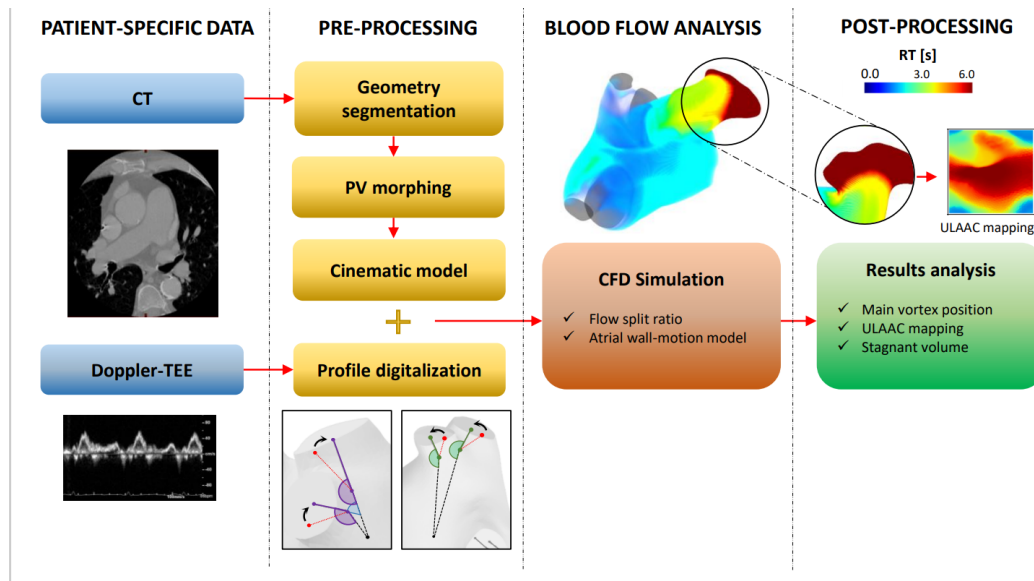 PATIENT-SPECIFIC DATA
PRE-PROCESSING
BLOOD FLOW ANALYSIS
POST-PROCESSING
RT [s]
0.0 3.0 6.0
CT
Geometry
segmentation
PV morphing
Cinematic model
ULAAC mapping
CFD Simulation
✓ Flow split ratio
✓ Atrial wall-motion model
Results analysis
✓ Main vortex position
✓ ULAAC mapping
✓ Stagnant volume
Doppler-TEE
Profile digitalization